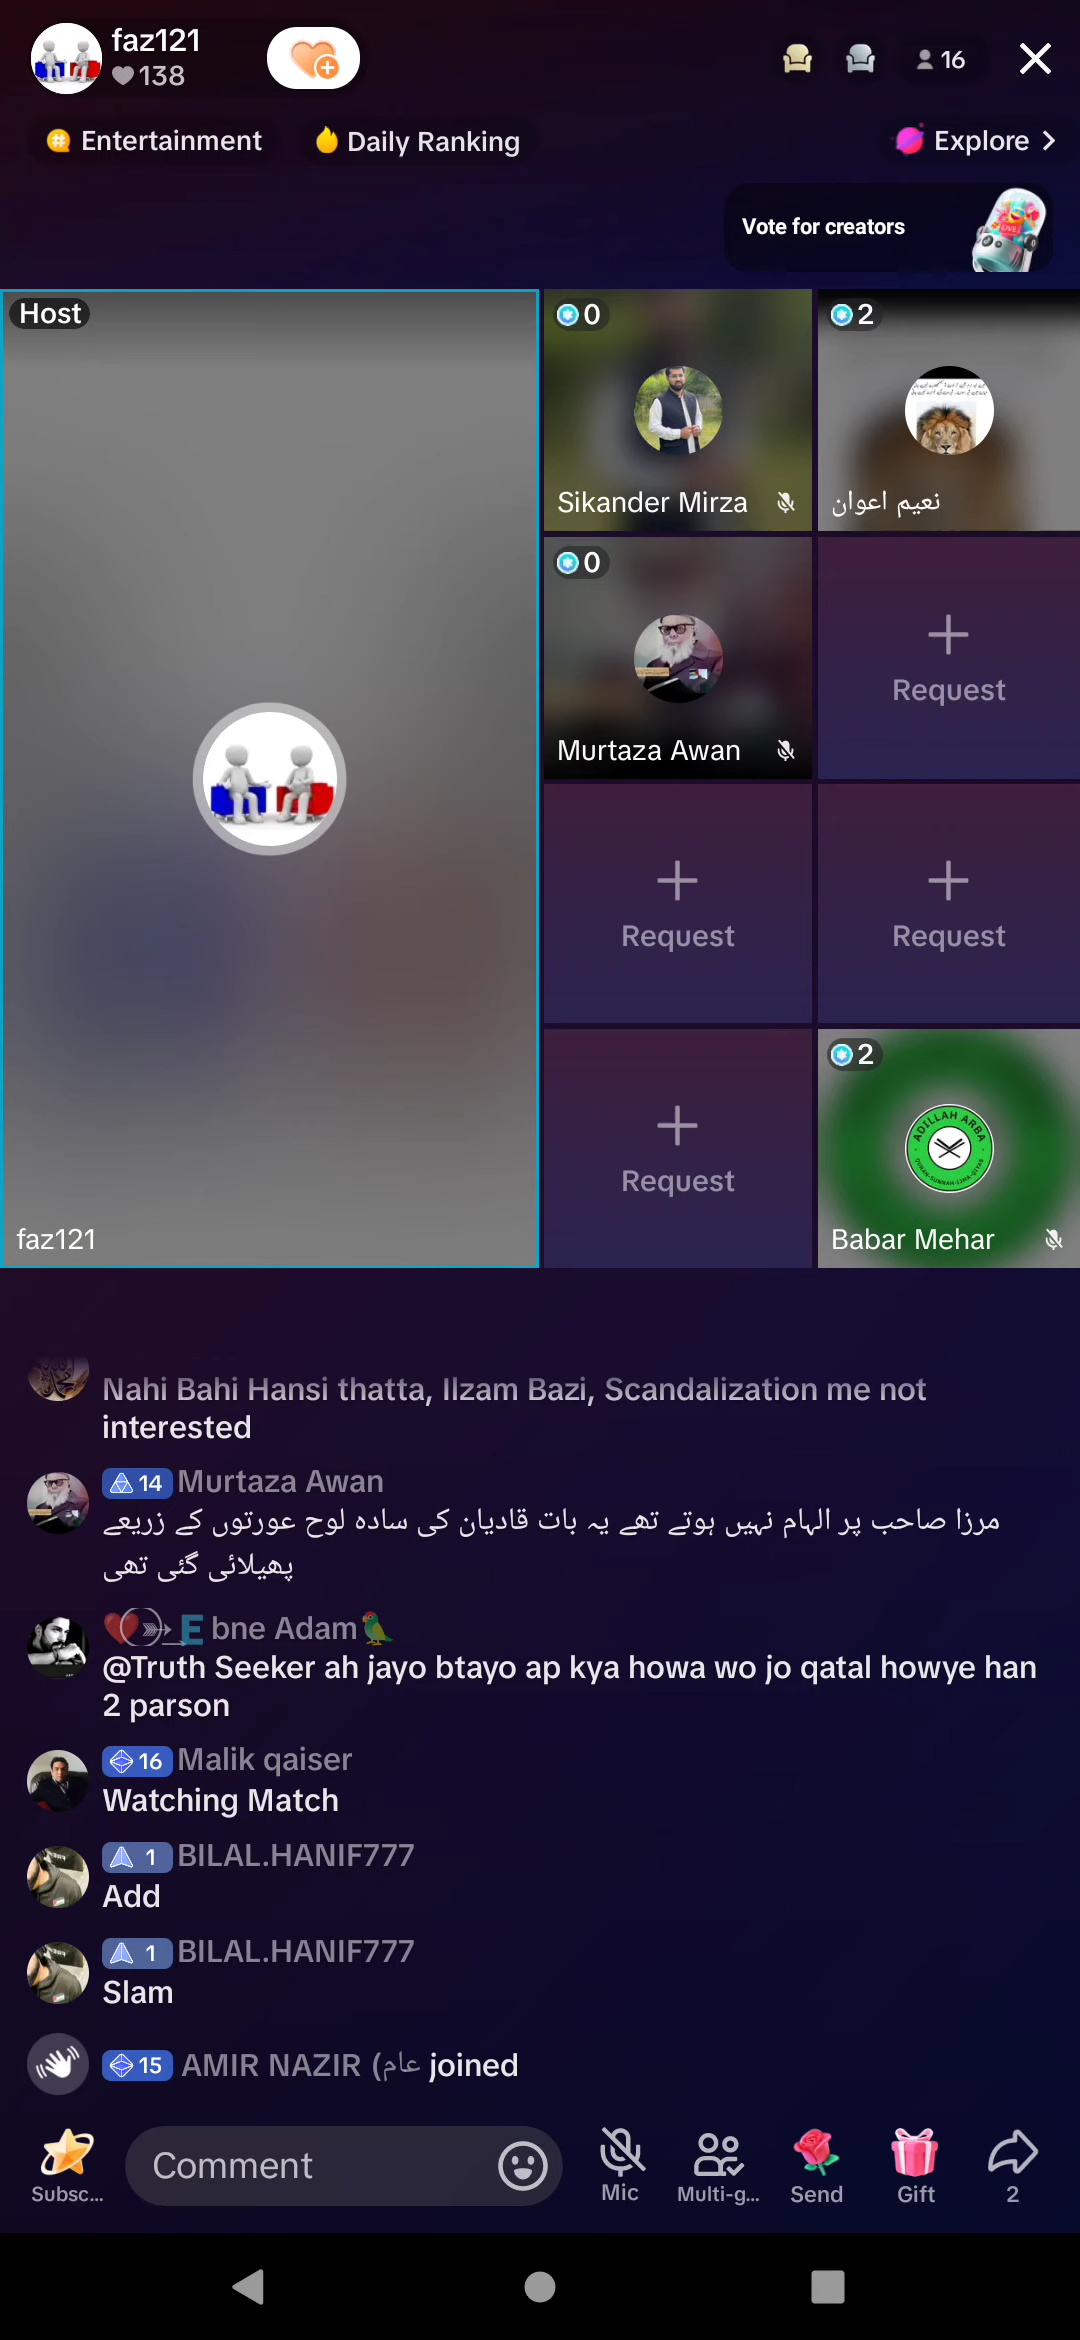 faz121
138
16
Entertainment
Daily Ranking
Explore
Vote for creators
Host
0
2
Sikander Mirza
نعیم اعوان
0
Murtaza Awan
Request
Request
Request
Request
2
ADILLAH ARBA
Babar Mehar
faz121
Nahi Bahi Hansi thatta, Ilzam Bazi, Scandalization me not
interested
14 Murtaza Awan
مرزا صاحب پر الہام نہیں ہوتے تھے یہ بات قادیان کی سادہ لوح عورتوں کے زریعے
پھیلائی گئی تھی
E bne Adam
@Truth Seeker ah jayo btayo ap kya howa wo jo qatal howye han
2 parson
16 Malik qaiser
Watching Match
1 BILAL.HANIF777
Add
1 BILAL.HANIF777
Slam
15 AMIR NAZIR (عام joined
Comment
Subsc...
Mic
Multi-g...
Send
Gift
2